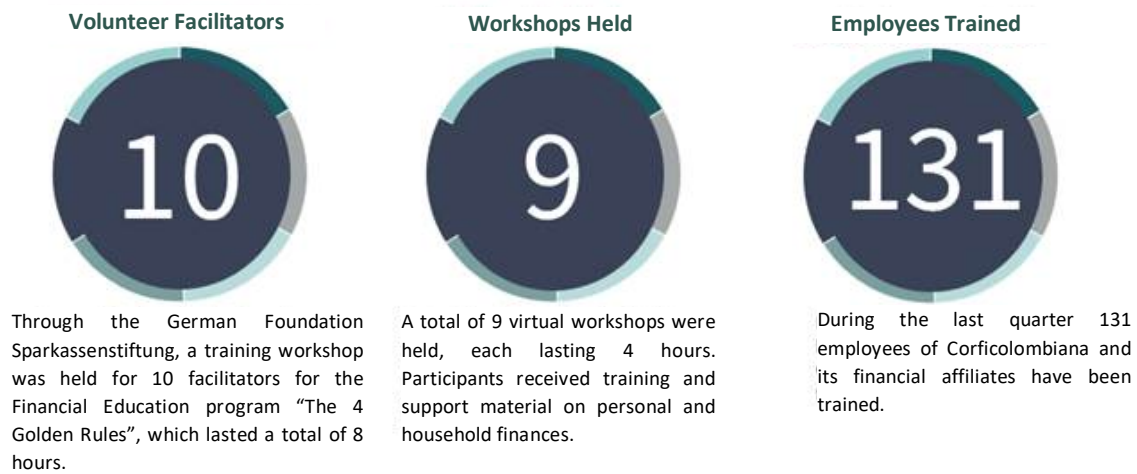 Volunteer Facilitators
10
Through the German Foundation
Sparkassenstiftung, a training workshop
was held for 10 facilitators for the
Financial Education program “The 4
Golden Rules”, which lasted a total of 8
hours.
Workshops Held
9
A total of 9 virtual workshops were
held, each lasting 4 hours.
Participants received training and
support material on personal and
household finances.
Employees Trained
131
During the last quarter 131
employees of Corficolombiana and
its financial affiliates have been
trained.